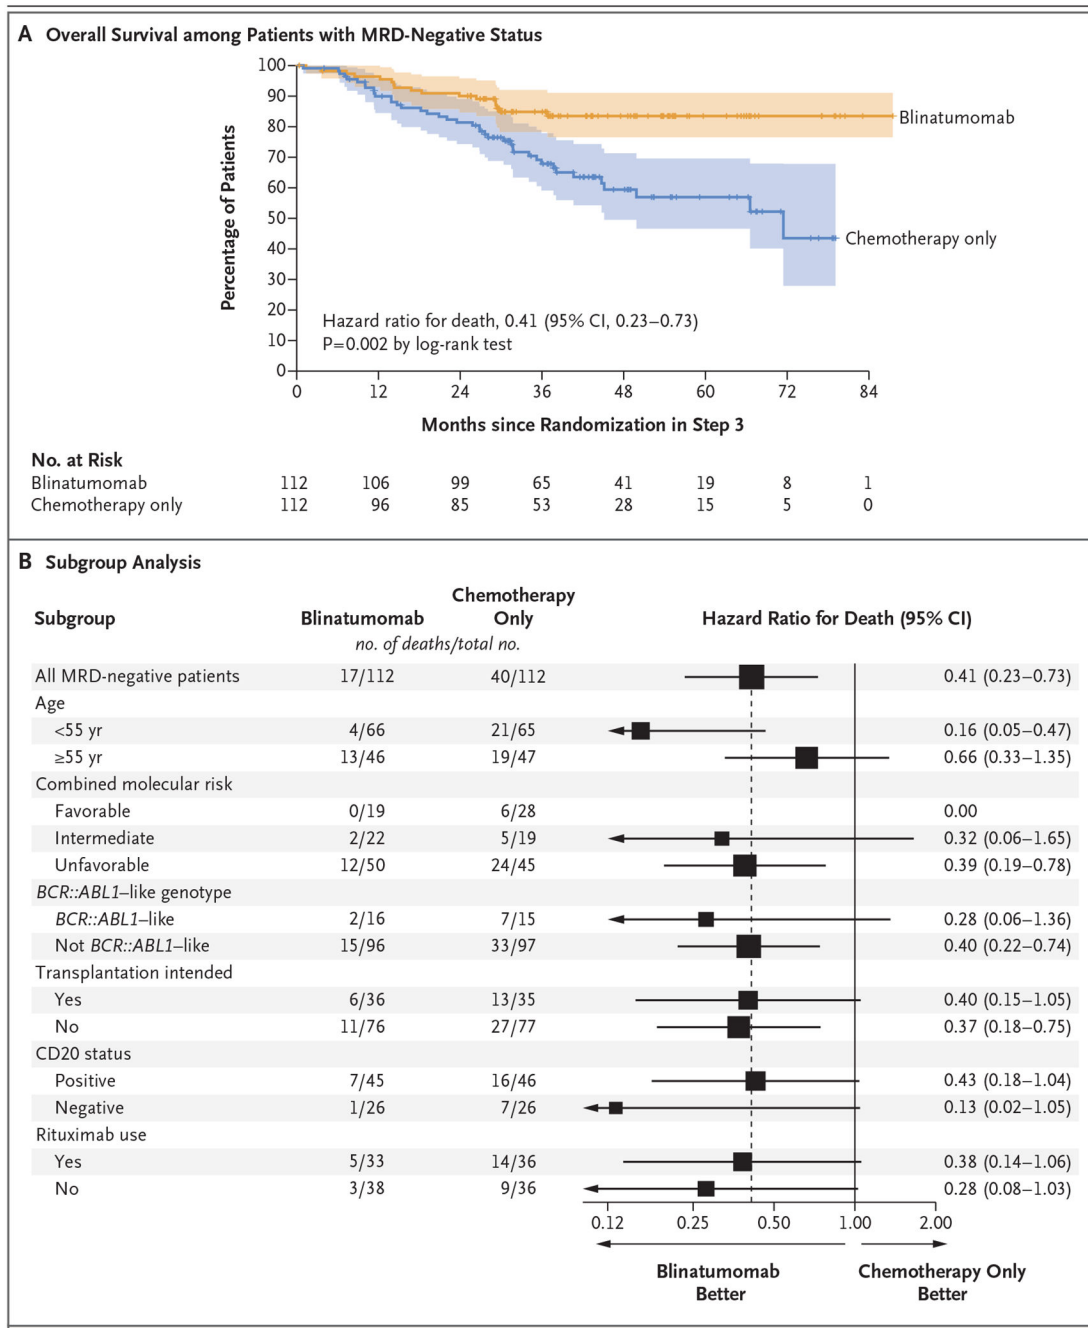 A Overall Survival among Patients with MRD-Negative Status
100
90
80
70
60
50
40
30
20
10
0
Percentage of Patients
Blinatumomab
Chemotherapy only
Hazard ratio for death, 0.41 (95% CI, 0.23–0.73)
P=0.002 by log-rank test
0 12 24 36 48 60 72 84
Months since Randomization in Step 3
No. at Risk
Blinatumomab 112 106 99 65 41 19 8 1
Chemotherapy only 112 96 85 53 28 15 5 0
B Subgroup Analysis
Subgroup Blinatumomab Chemotherapy Only Hazard Ratio for Death (95% CI)
no. of deaths/total no.
All MRD-negative patients 17/112 40/112 0.41 (0.23–0.73)
Age
<55 yr 4/66 21/65 0.16 (0.05–0.47)
≥55 yr 13/46 19/47 0.66 (0.33–1.35)
Combined molecular risk
Favorable 0/19 6/28 0.00
Intermediate 2/22 5/19 0.32 (0.06–1.65)
Unfavorable 12/50 24/45 0.39 (0.19–0.78)
BCR::ABL1–like genotype
BCR::ABL1–like 2/16 7/15 0.28 (0.06–1.36)
Not BCR::ABL1–like 15/96 33/97 0.40 (0.22–0.74)
Transplantation intended
Yes 6/36 13/35 0.40 (0.15–1.05)
No 11/76 27/77 0.37 (0.18–0.75)
CD20 status
Positive 7/45 16/46 0.43 (0.18–1.04)
Negative 1/26 7/26 0.13 (0.02–1.05)
Rituximab use
Yes 5/33 14/36 0.38 (0.14–1.06)
No 3/38 9/36 0.28 (0.08–1.03)
0.12 0.25 0.50 1.00 2.00
Blinatumomab Better
Chemotherapy Only Better